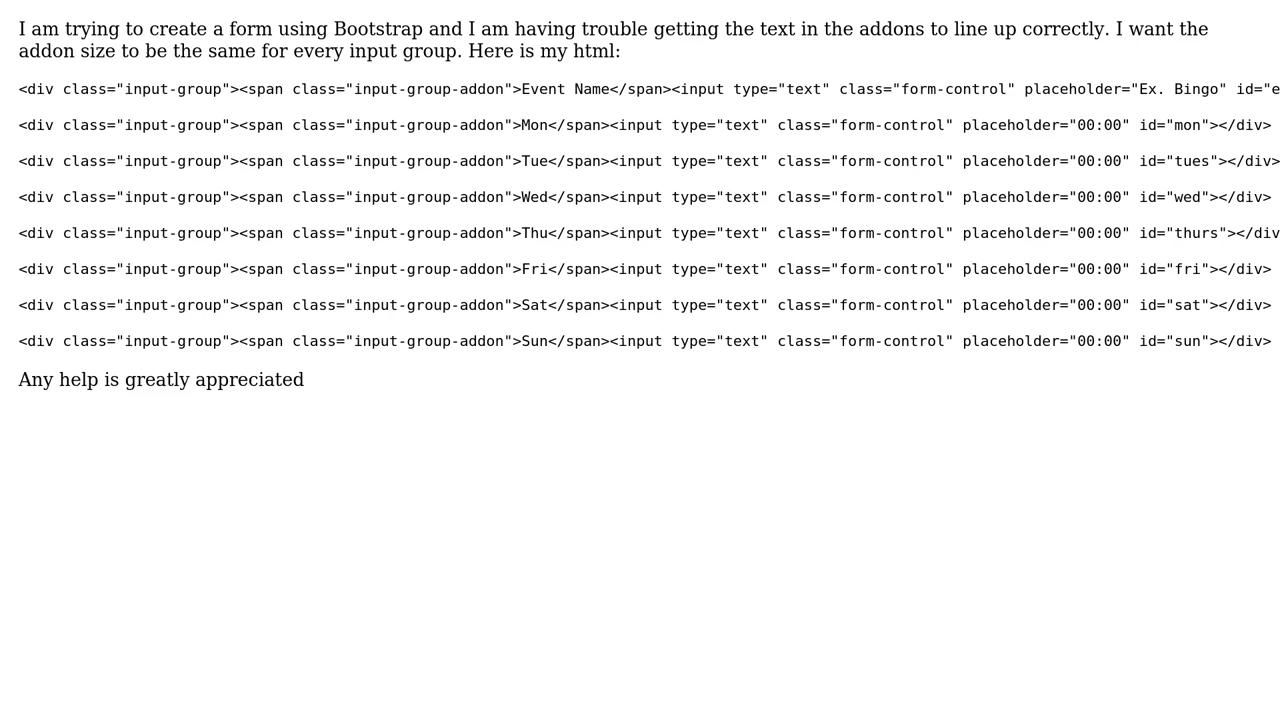 I am trying to create a form using Bootstrap and I am having trouble getting the text in the addons to line up correctly. I want the
addon size to be the same for every input group. Here is my html:
<div class="input-group"><span class="input-group-addon">Event Name</span><input type="text" class="form-control" placeholder="Ex. Bingo" id="e
<div class="input-group"><span class="input-group-addon">Mon</span><input type="text" class="form-control" placeholder="00:00" id="mon"></div>
<div class="input-group"><span class="input-group-addon">Tue</span><input type="text" class="form-control" placeholder="00:00" id="tues"></div>
<div class="input-group"><span class="input-group-addon">Wed</span><input type="text" class="form-control" placeholder="00:00" id="wed"></div>
<div class="input-group"><span class="input-group-addon">Thu</span><input type="text" class="form-control" placeholder="00:00" id="thurs"></div
<div class="input-group"><span class="input-group-addon">Fri</span><input type="text" class="form-control" placeholder="00:00" id="fri"></div>
<div class="input-group"><span class="input-group-addon">Sat</span><input type="text" class="form-control" placeholder="00:00" id="sat"></div>
<div class="input-group"><span class="input-group-addon">Sun</span><input type="text" class="form-control" placeholder="00:00" id="sun"></div>
Any help is greatly appreciated